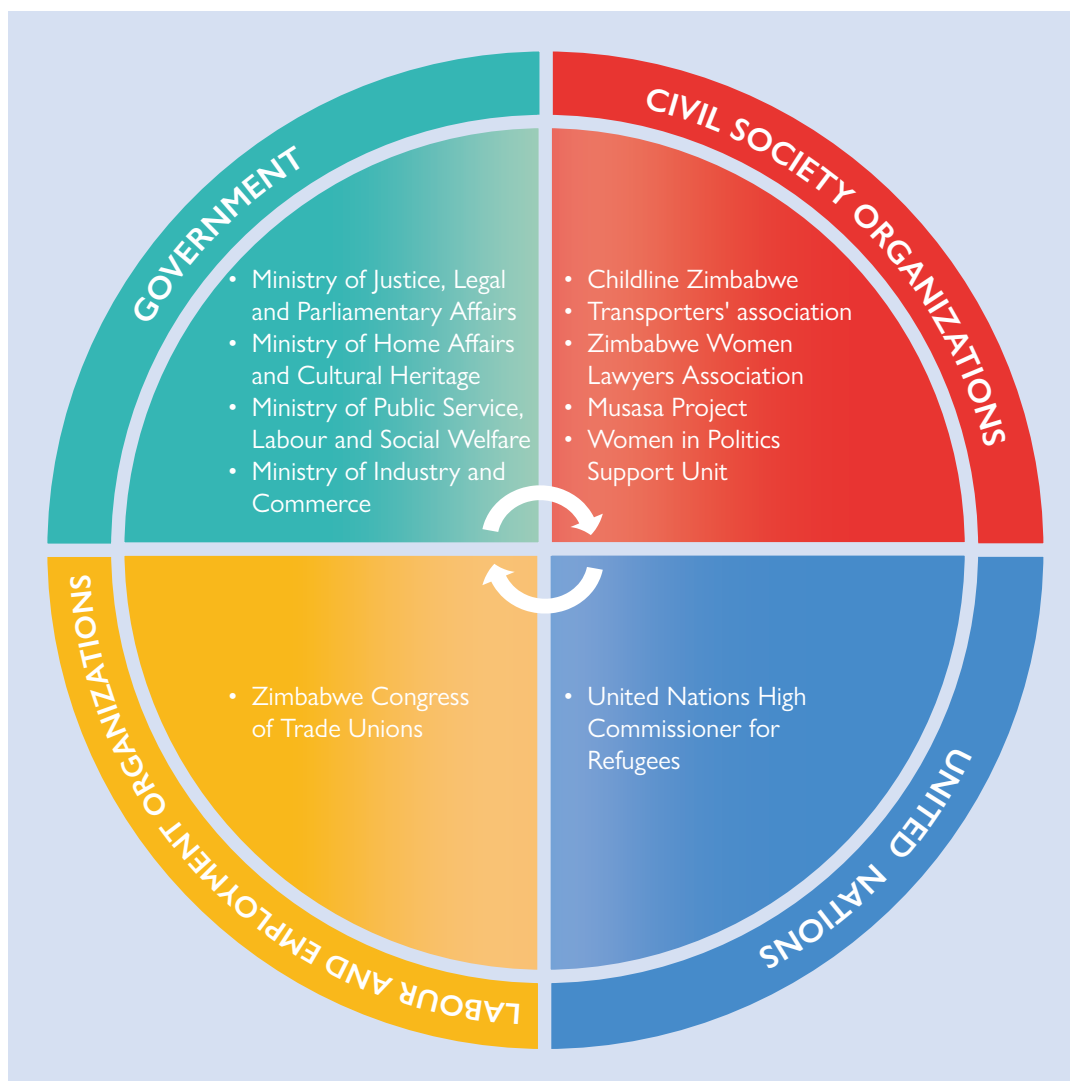 GOVERNMENT
• Ministry of Justice, Legal
and Parliamentary Affairs
• Ministry of Home Affairs
and Cultural Heritage
• Ministry of Public Service,
Labour and Social Welfare
• Ministry of Industry and
Commerce
CIVIL SOCIETY ORGANIZATIONS
• Childline Zimbabwe
• Transporters' association
• Zimbabwe Women
Lawyers Association
• Musasa Project
• Women in Politics
Support Unit
LABOUR AND EMPLOYMENT ORGANIZATIONS
• Zimbabwe Congress
of Trade Unions
UNITED NATIONS
• United Nations High
Commissioner for
Refugees